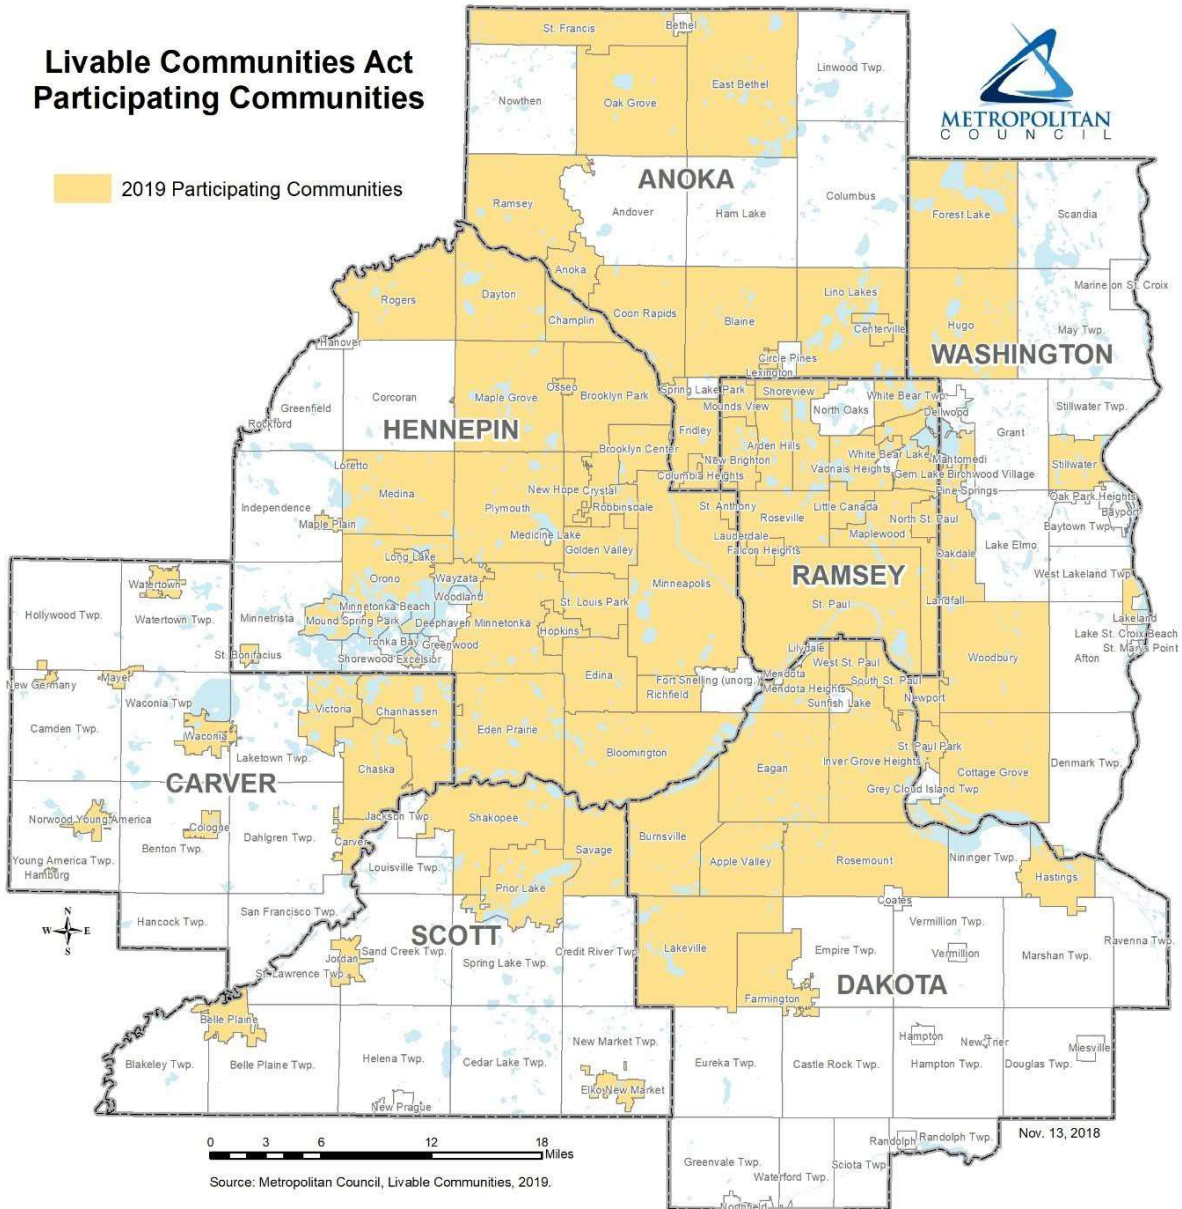 Livable Communities Act
Participating Communities
2019 Participating Communities
METROPOLITAN
COUNCIL
St. Francis
Bethel
Nowthen
Oak Grove
East Bethel
Linwood Twp.
ANOKA
Ramsey
Andover
Ham Lake
Columbus
Forest Lake
Scandia
Anoka
Rogers
Dayton
Champlin
Coon Rapids
Blaine
Lino Lakes
Centerville
Hugo
Marine on St. Croix
May Twp.
WASHINGTON
Hanover
Circle Pines
Lexington
Greenfield
Corcoran
Maple Grove
Osseo
Brooklyn Park
Spring Lake Park
Shoreview
White Bear Twp.
Mounds View
North Oaks
Dellwood
Stillwater Twp.
Rockford
HENNEPIN
Fridley
Grant
Brooklyn Center
Arden Hills
White Bear Lake
Mahtomedi
Stillwater
Loretto
Medina
New Brighton
Vadnais Heights
Gem Lake
Birchwood Village
Columbia Heights
Pine Springs
Independence
Maple Plain
Plymouth
New Hope
Crystal
Robbinsdale
St. Anthony
Roseville
Little Canada
North St. Paul
Oak Park Heights
Bayport
Baytown Twp.
Medicine Lake
Golden Valley
Lauderdale
Falcon Heights
Maplewood
Oakdale
Lake Elmo
Long Lake
Orono
Wayzata
Woodland
Minneapolis
RAMSEY
West Lakeland Twp.
Hollywood Twp.
Watertown
Watertown Twp.
Minnetrista
Minnetonka Beach
Mound
Spring Park
Deephaven
Minnetonka
Tonka Bay
Greenwood
Shorewood
Excelsior
St. Louis Park
Hopkins
St. Paul
Landfall
Lakeland
Lake St. Croix Beach
St. Marys Point
Afton
St. Bonifacius
Edina
Richfield
Fort Snelling (unorg.)
Lilydale
Mendota
Mendota Heights
West St. Paul
South St. Paul
Sunfish Lake
Newport
Woodbury
New Germany
Mayer
Waconia Twp.
Victoria
Chanhassen
Camden Twp.
Waconia
Laketown Twp.
Eden Prairie
Bloomington
Eagan
Inver Grove Heights
St. Paul Park
Cottage Grove
Denmark Twp.
Grey Cloud Island Twp
CARVER
Chaska
Norwood Young America
Cologne
Dahlgren Twp.
Benton Twp.
Carver
Jackson Twp.
Shakopee
Louisville Twp.
Savage
Burnsville
Apple Valley
Rosemount
Nininger Twp.
Hastings
Young America Twp.
Hamburg
Prior Lake
Coates
Hancock Twp.
San Francisco Twp.
SCOTT
Vermillion Twp.
Ravenna Twp.
N
W E
S
Jordan
Sand Creek Twp.
Spring Lake Twp.
Credit River Twp.
Lakeville
Empire Twp.
Vermillion
Marshan Twp.
St. Lawrence Twp.
DAKOTA
Farmington
Belle Plaine
Blakeley Twp.
Belle Plaine Twp.
Helena Twp.
Cedar Lake Twp.
New Market Twp.
Elko New Market
New Prague
Eureka Twp.
Castle Rock Twp.
Hampton
Hampton Twp.
New Trier
Douglas Twp.
Miesville
Randolph
Randolph Twp.
Nov. 13, 2018
Greenvale Twp.
Waterford Twp.
Sciota Twp.
Northfield
0 3 6 12 18
Miles
Source: Metropolitan Council, Livable Communities, 2019.